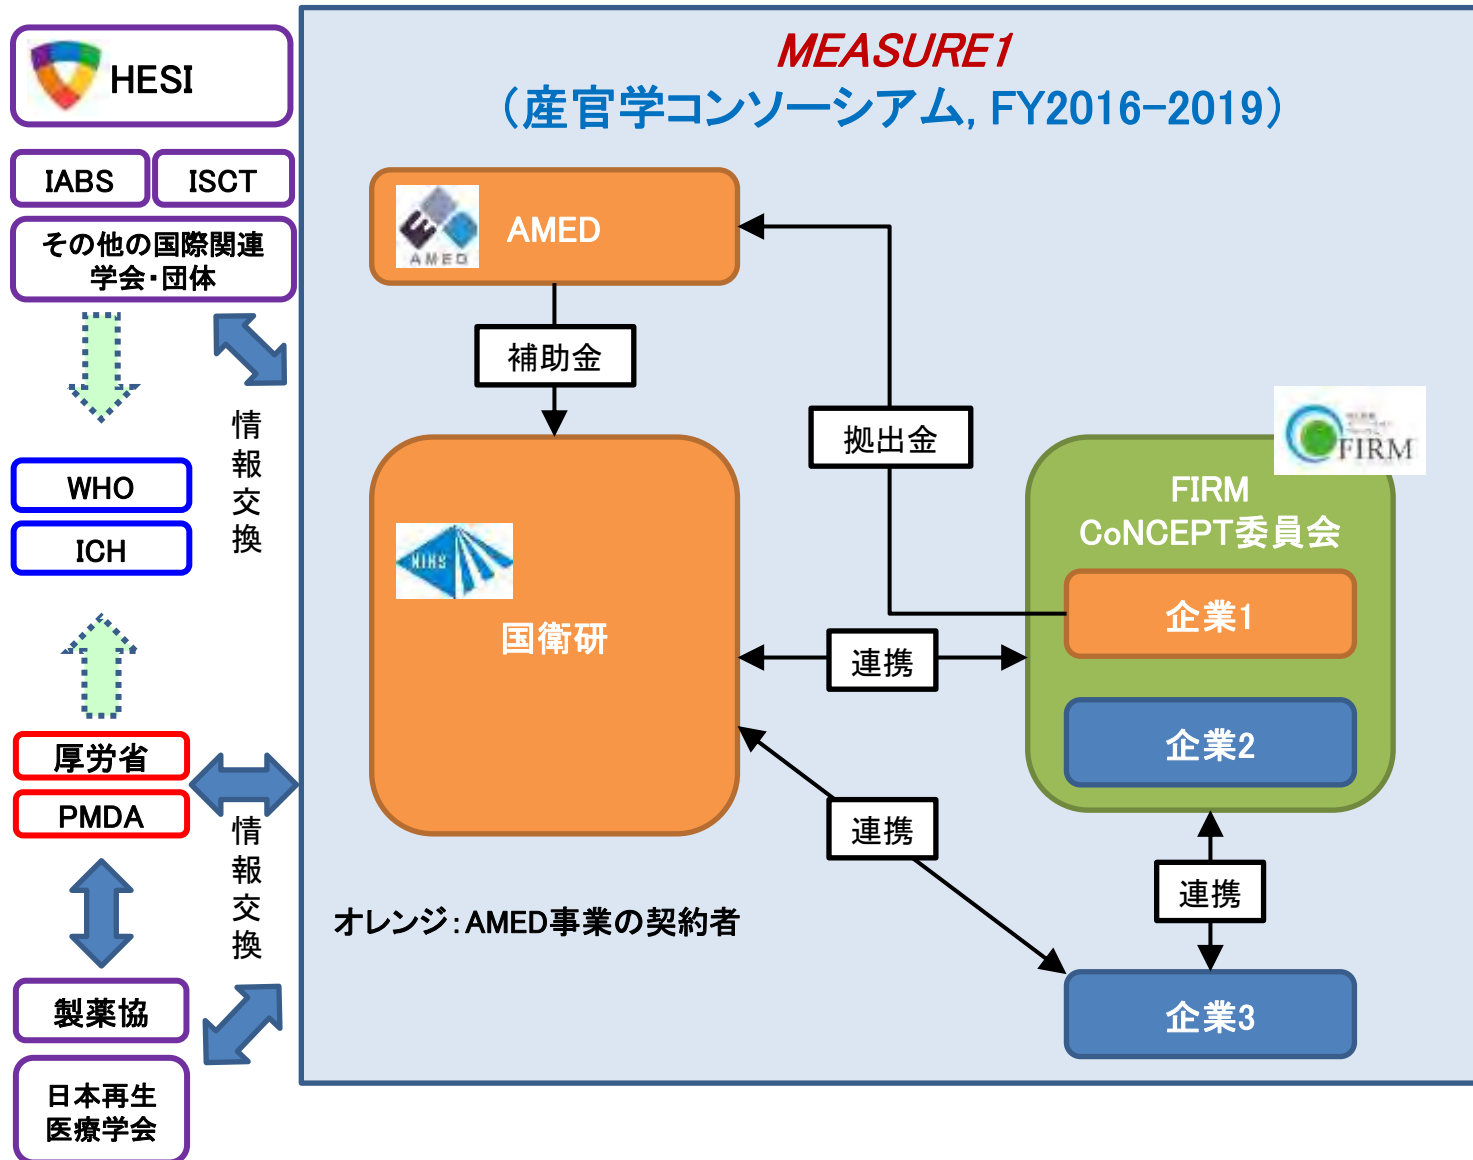 HESI
IABS
ISCT
その他の国際関連
学会・団体
情報交換
WHO
ICH
厚労省
PMDA
情報交換
製薬協
日本再生
医療学会
MEASURE1
（産官学コンソーシアム, FY2016-2019）
AMED
AMED
補助金
拠出金
FIRM
FIRM
CoNCEPT委員会
企業1
企業2
NIHS
国衛研
連携
連携
連携
企業3
オレンジ：AMED事業の契約者